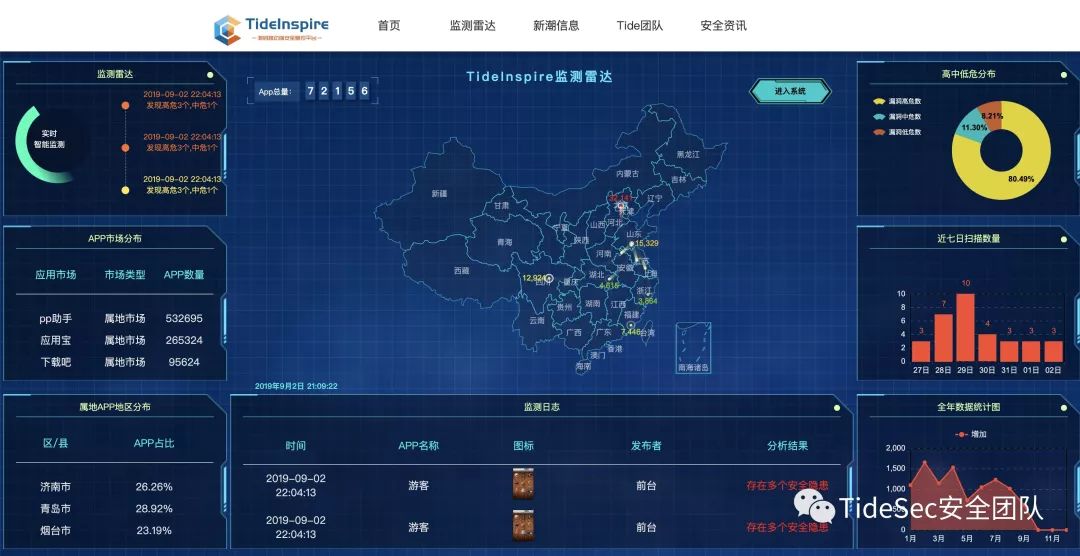 TideInspire
首页
监测雷达
新潮信息
Tide团队
安全资讯
监测雷达
实时
智能监测
2019-09-02 22:04:13
发现高危3个,中危1个
2019-09-02 22:04:13
发现高危3个,中危1个
2019-09-02 22:04:13
发现高危3个,中危1个
App总量: 7 2 1 5 6
TideInspire监测雷达
进入系统
黑龙江
内蒙古
吉林
新疆
辽宁
甘肃
天津
河北
山西
宁夏
山东
15,329
青海
陕西
河南
西藏
12,924
四川
重庆
湖北
安徽
上海
4,615
浙江
3,864
湖南
江西
贵州
福建
云南
7,446
台湾
广西
广东
香港
澳门
海南
南海诸岛
2019年9月2日 21:09:22
高中低危分布
漏洞高危数
漏洞中危数
漏洞低危数
8.21%
11.30%
80.49%
APP市场分布
应用市场 市场类型 APP数量
pp助手 属地市场 532695
应用宝 属地市场 265324
下载吧 属地市场 95624
近七日扫描数量
10
8
6
4
2
0
3
7
10
4
3
3
3
27日 28日 29日 30日 31日 01日 02日
属地APP地区分布
区/县 APP占比
济南市 26.26%
青岛市 28.92%
烟台市 23.19%
监测日志
时间 APP名称 图标 发布者 分析结果
2019-09-02
22:04:13
游客 前台 存在多个安全隐患
2019-09-02
22:04:13
游客 前台 存在多个安全隐患
全年数据统计图
增加
2,000
1,500
1,000
0
1月 3月 5月 7月 9月 11月
TideSec安全团队